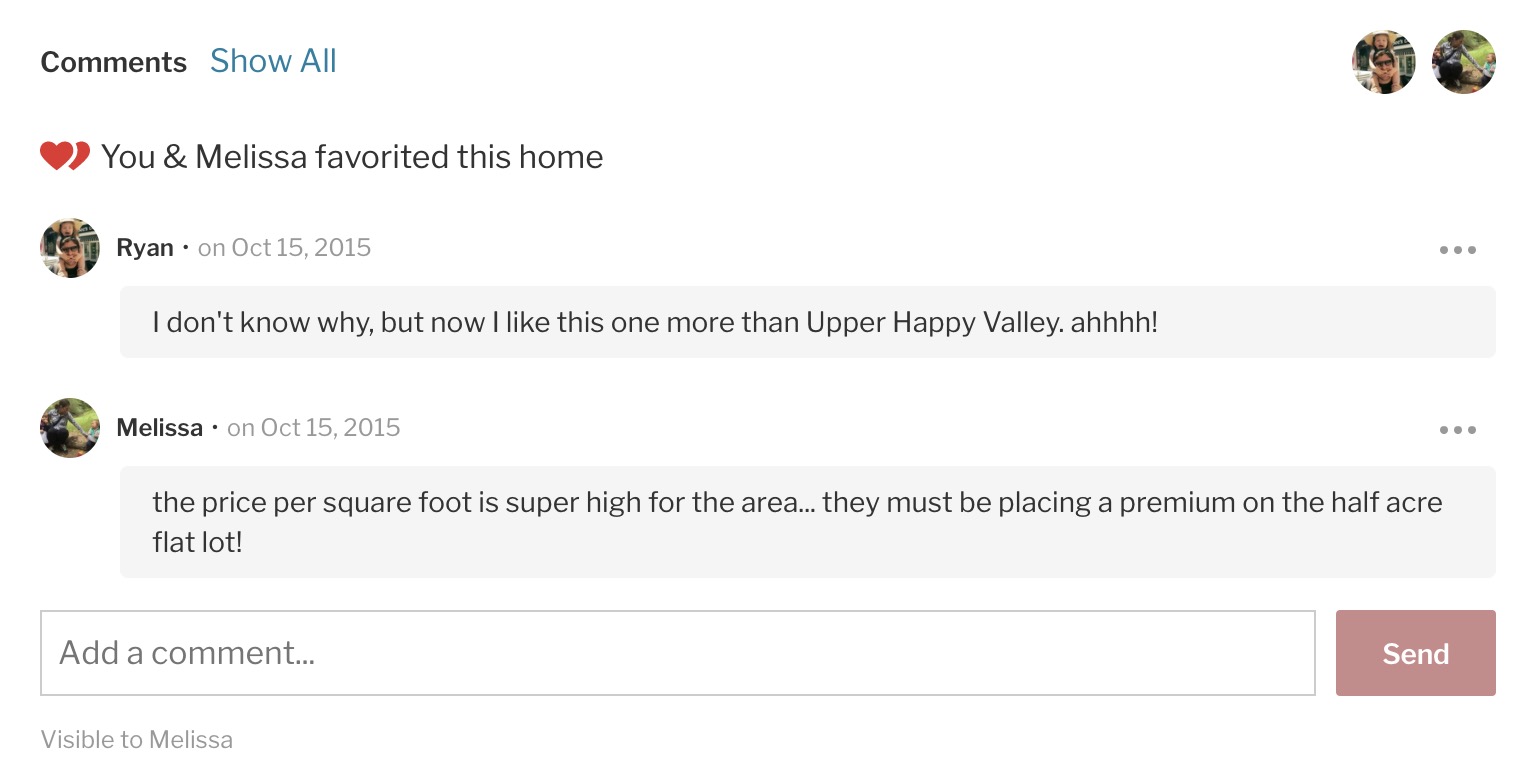 Comments Show All
You & Melissa favorited this home
Ryan · on Oct 15, 2015
I don't know why, but now I like this one more than Upper Happy Valley. ahhhh!
Melissa · on Oct 15, 2015
the price per square foot is super high for the area... they must be placing a premium on the half acre
flat lot!
Add a comment...
Send
Visible to Melissa